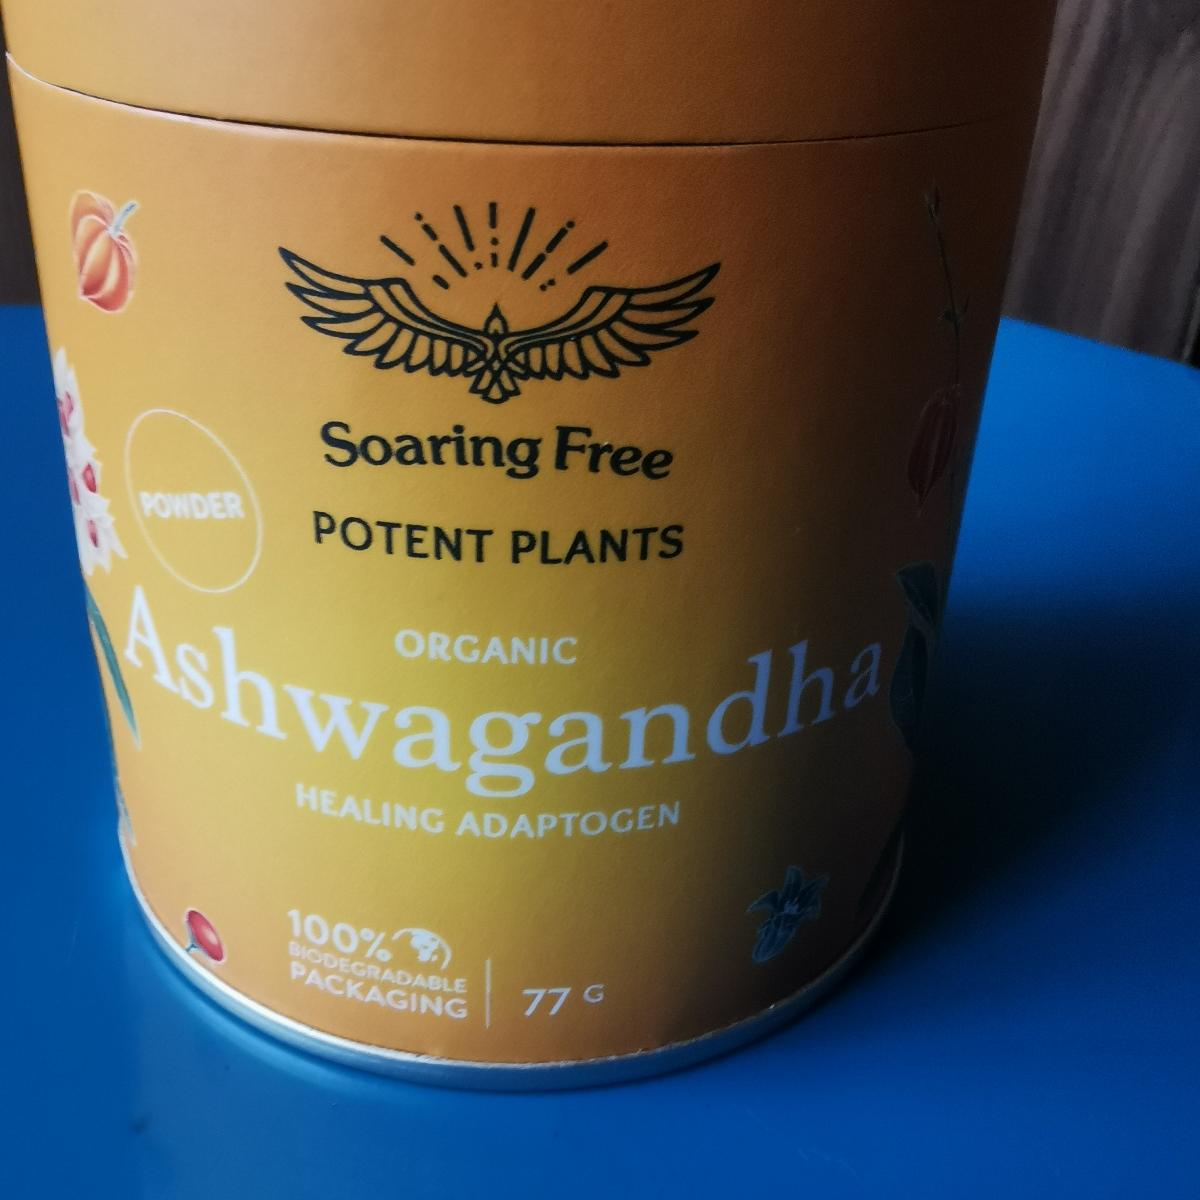 Soaring Free
POTENT PLANTS
POWDER
ORGANIC
Ashwagandha
HEALING ADAPTOGEN
100%
BIODEGRADABLE
PACKAGING
77 G